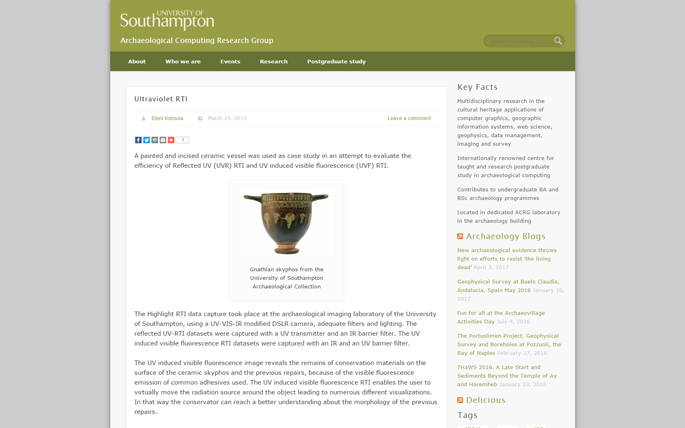 UNIVERSITY OF
Southampton
Archaeological Computing Research Group
About
Who we are
Events
Research
Postgraduate study
Ultraviolet RTI
Eleni Kotoula
March 24, 2015
Leave a comment
A painted and incised ceramic vessel was used as case study in an attempt to evaluate the
efficiency of Reflected UV (UVR) RTI and UV induced visible fluorescence (UVF) RTI.
Gnathian skyphos from the
University of Southampton
Archaeological Collection
The Highlight RTI data capture took place at the archaeological imaging laboratory of the University
of Southampton, using a UV-VIS-IR modified DSLR camera, adequate filters and lighting. The
reflected UV-RTI datasets were captured with a UV transmitter and an IR barrier filter. The UV
induced visible fluorescence RTI datasets were captured with an IR and an UV barrier filter.
The UV induced visible fluorescence image reveals the remains of conservation materials on the
surface of the ceramic skyphos and the previous repairs, because of the visible fluorescence
emission of common adhesives used. The UV induced visible fluorescence RTI enables the user to
virtually move the radiation source around the object leading to numerous different visualizations.
In that way the conservator can reach a better understanding about the morphology of the previous
repairs.
Key Facts
Multidisciplinary research in the
cultural heritage applications of
computer graphics, geographic
information systems, web science,
geophysics, data management,
imaging and survey
Internationally renowned centre for
taught and research postgraduate
study in archaeological computing
Contributes to undergraduate BA and
BSc archaeology programmes
Located in dedicated ACRG laboratory
in the archaeology building
Archaeology Blogs
New archaeological evidence throws
light on efforts to resist 'the living
dead' April 3, 2017
Geophysical Survey at Baelo Claudia,
Andalucia, Spain May 2016 January 10,
2017
Fun for all at the Archaeovillage
Activities Day July 4, 2016
The Portuslimen Project. Geophysical
Survey and Boreholes at Pozzuoli, the
Bay of Naples February 27, 2016
THaWS 2016. A Late Start and
Sediments Beyond the Temple of Ay
and Horemheb January 29, 2016
Delicious
Tags